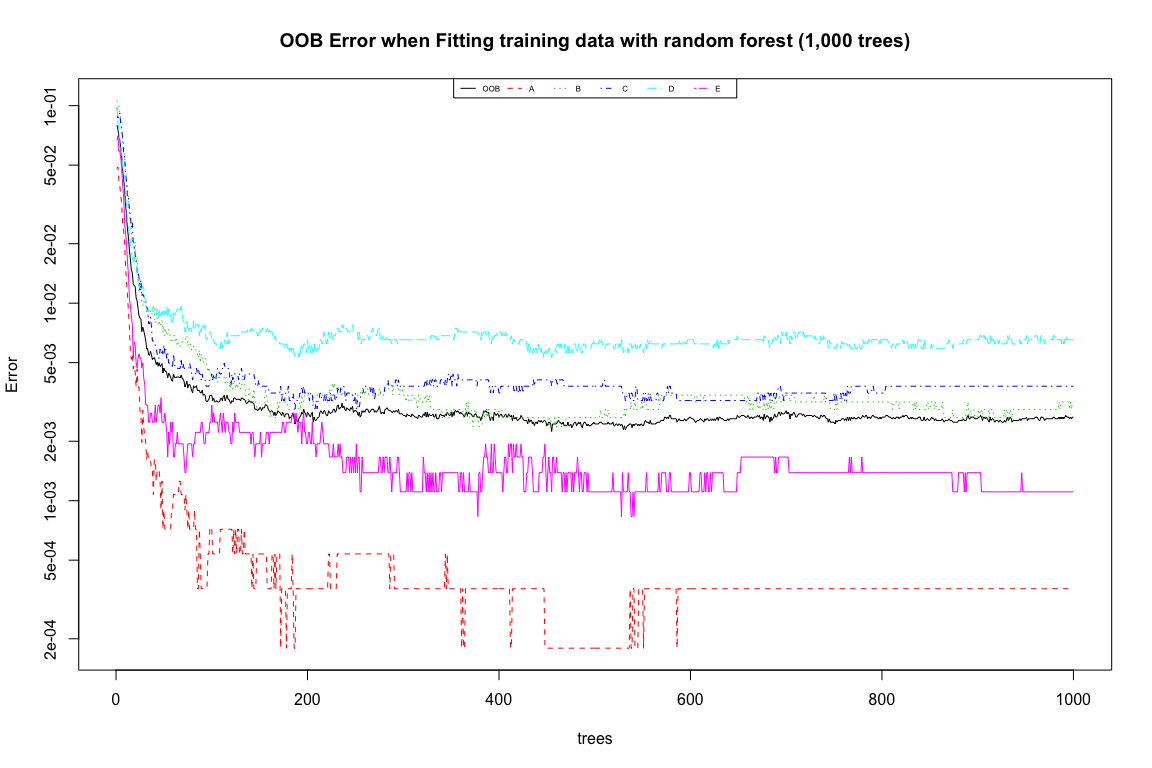 OOB Error when Fitting training data with random forest (1,000 trees)
OOB A B C D E
1e-01
5e-02
2e-02
1e-02
5e-03
2e-03
1e-03
5e-04
2e-04
Error
0 200 400 600 800 1000
trees